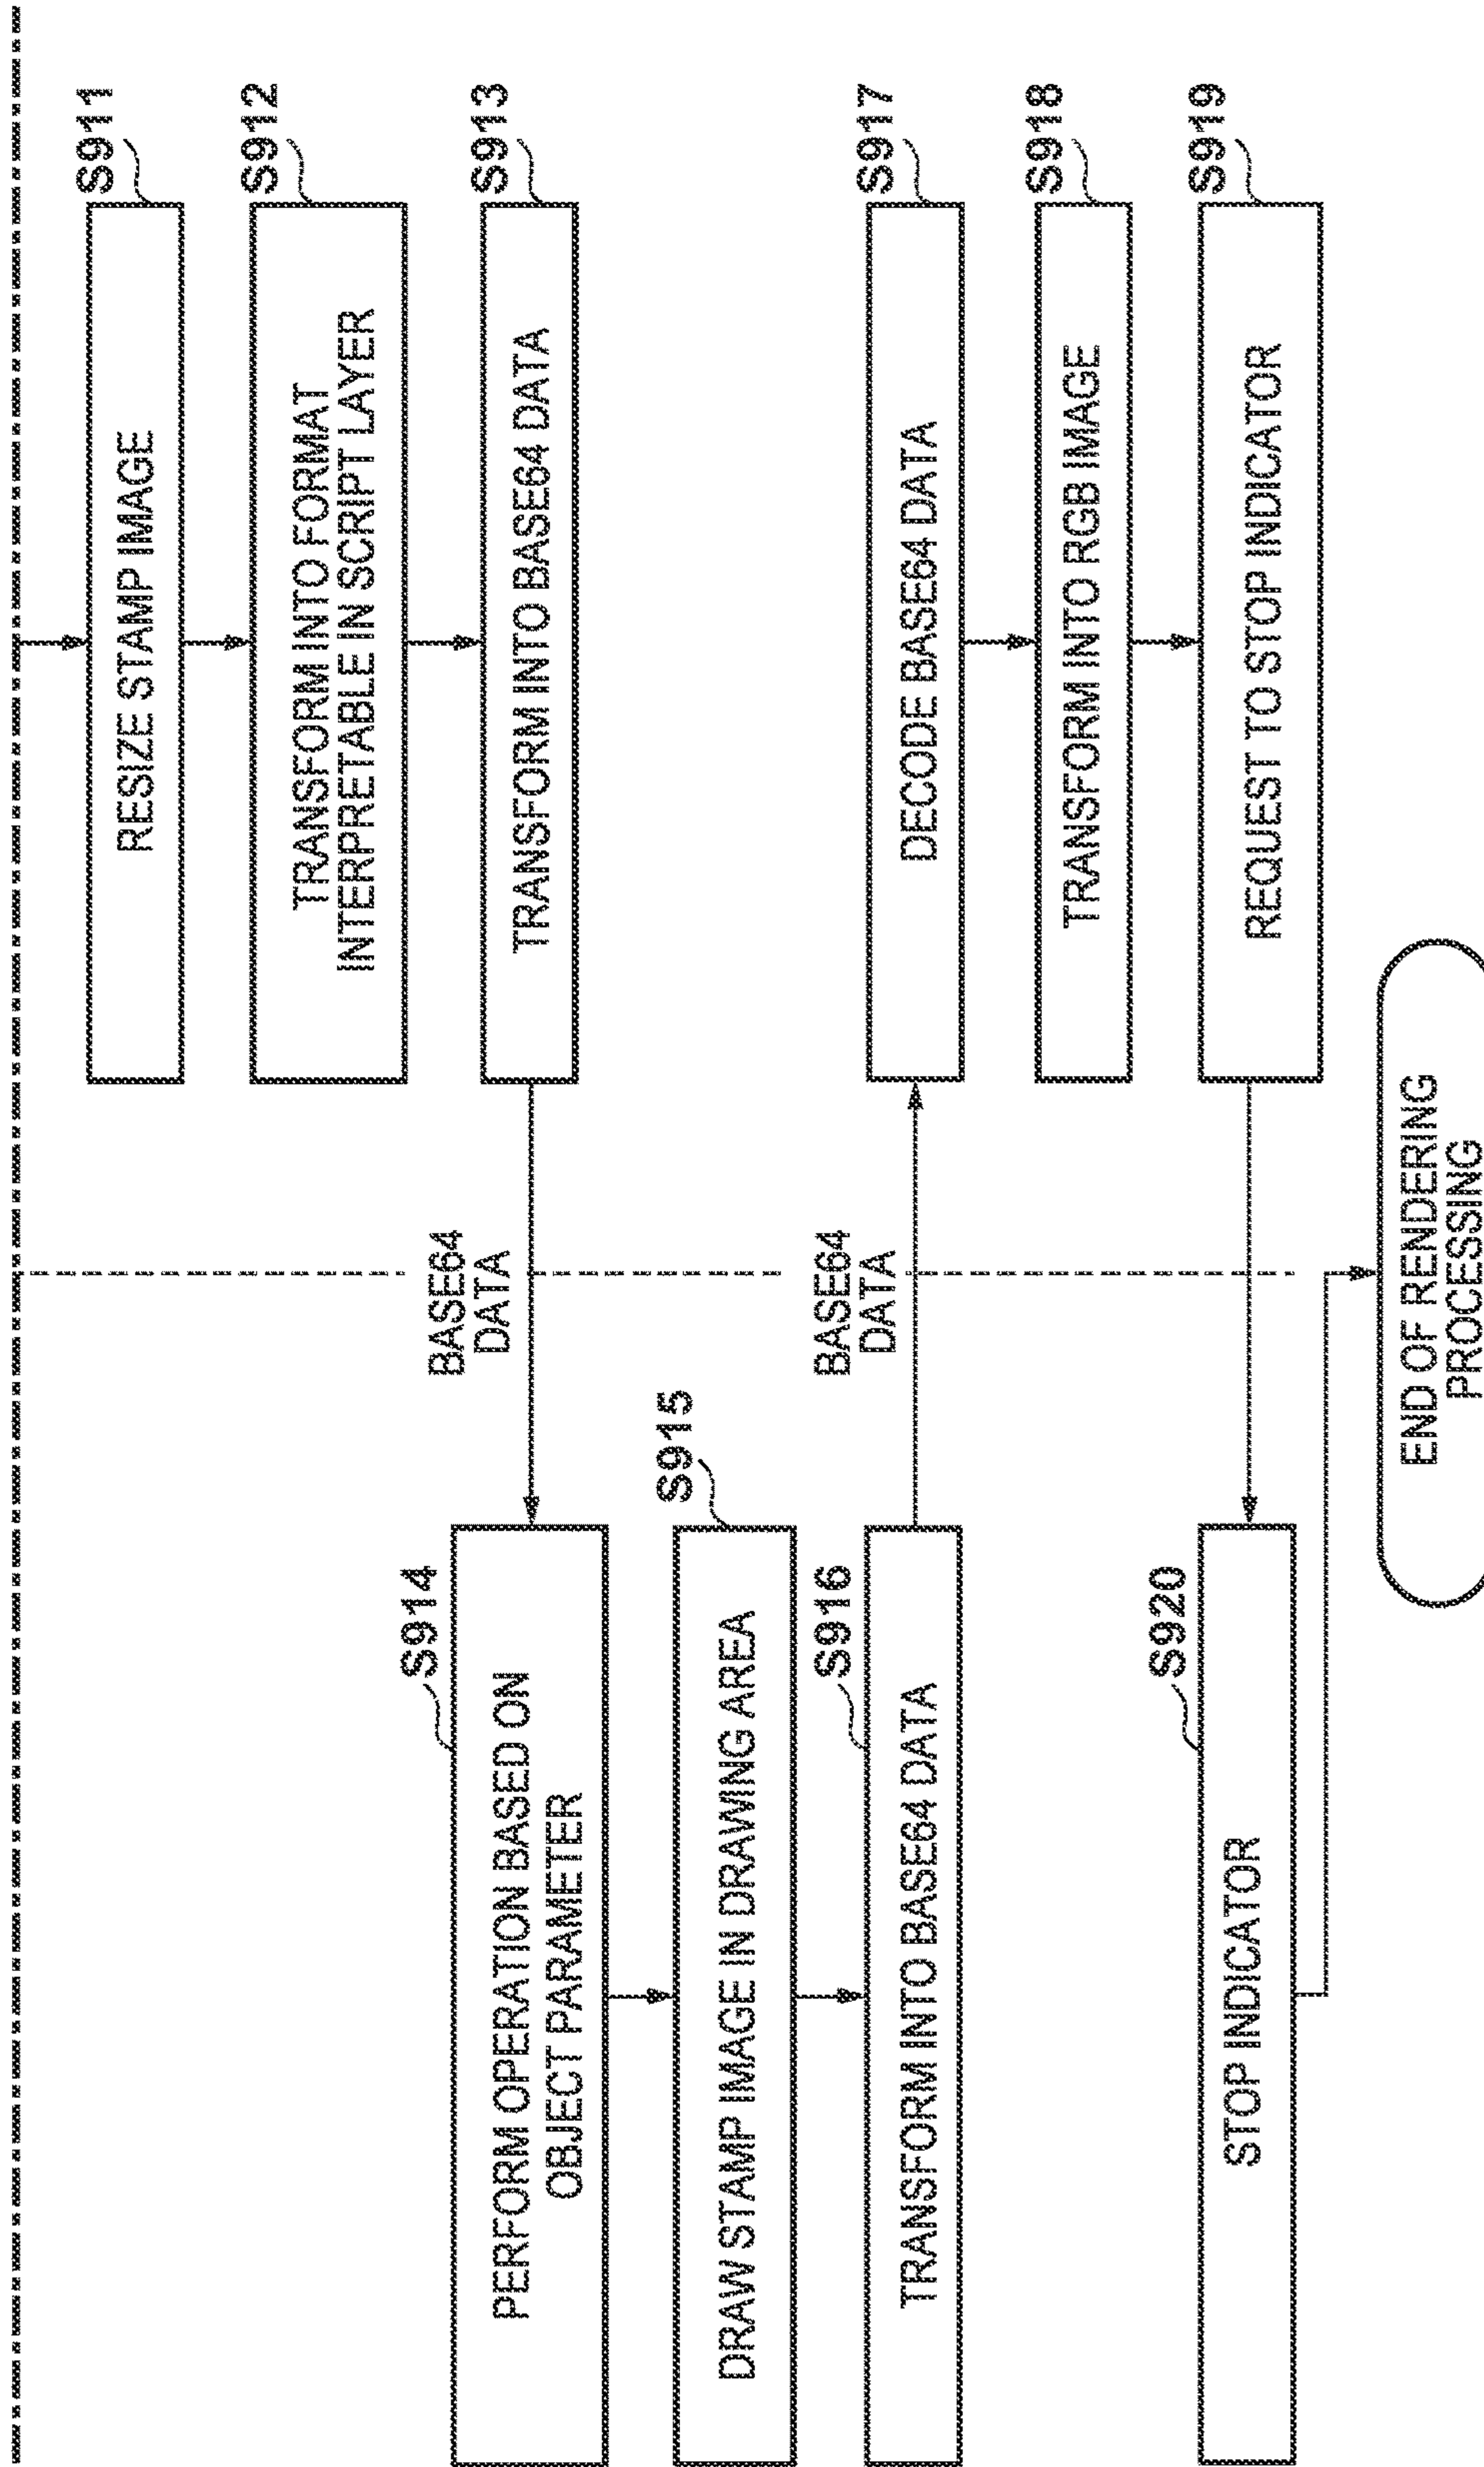 S911
RESIZE STAMP IMAGE
S912
TRANSFORM INTO FORMAT
INTERPRETABLE IN SCRIPT LAYER
S913
TRANSFORM INTO BASE64 DATA
BASE64
DATA
S914
PERFORM OPERATION BASED ON
OBJECT PARAMETER
S915
DRAW STAMP IMAGE IN DRAWING AREA
S916
TRANSFORM INTO BASE64 DATA
BASE64
DATA
S917
DECODE BASE64 DATA
S918
TRANSFORM INTO RGB IMAGE
S919
REQUEST TO STOP INDICATOR
S920
STOP INDICATOR
END OF RENDERING
PROCESSING